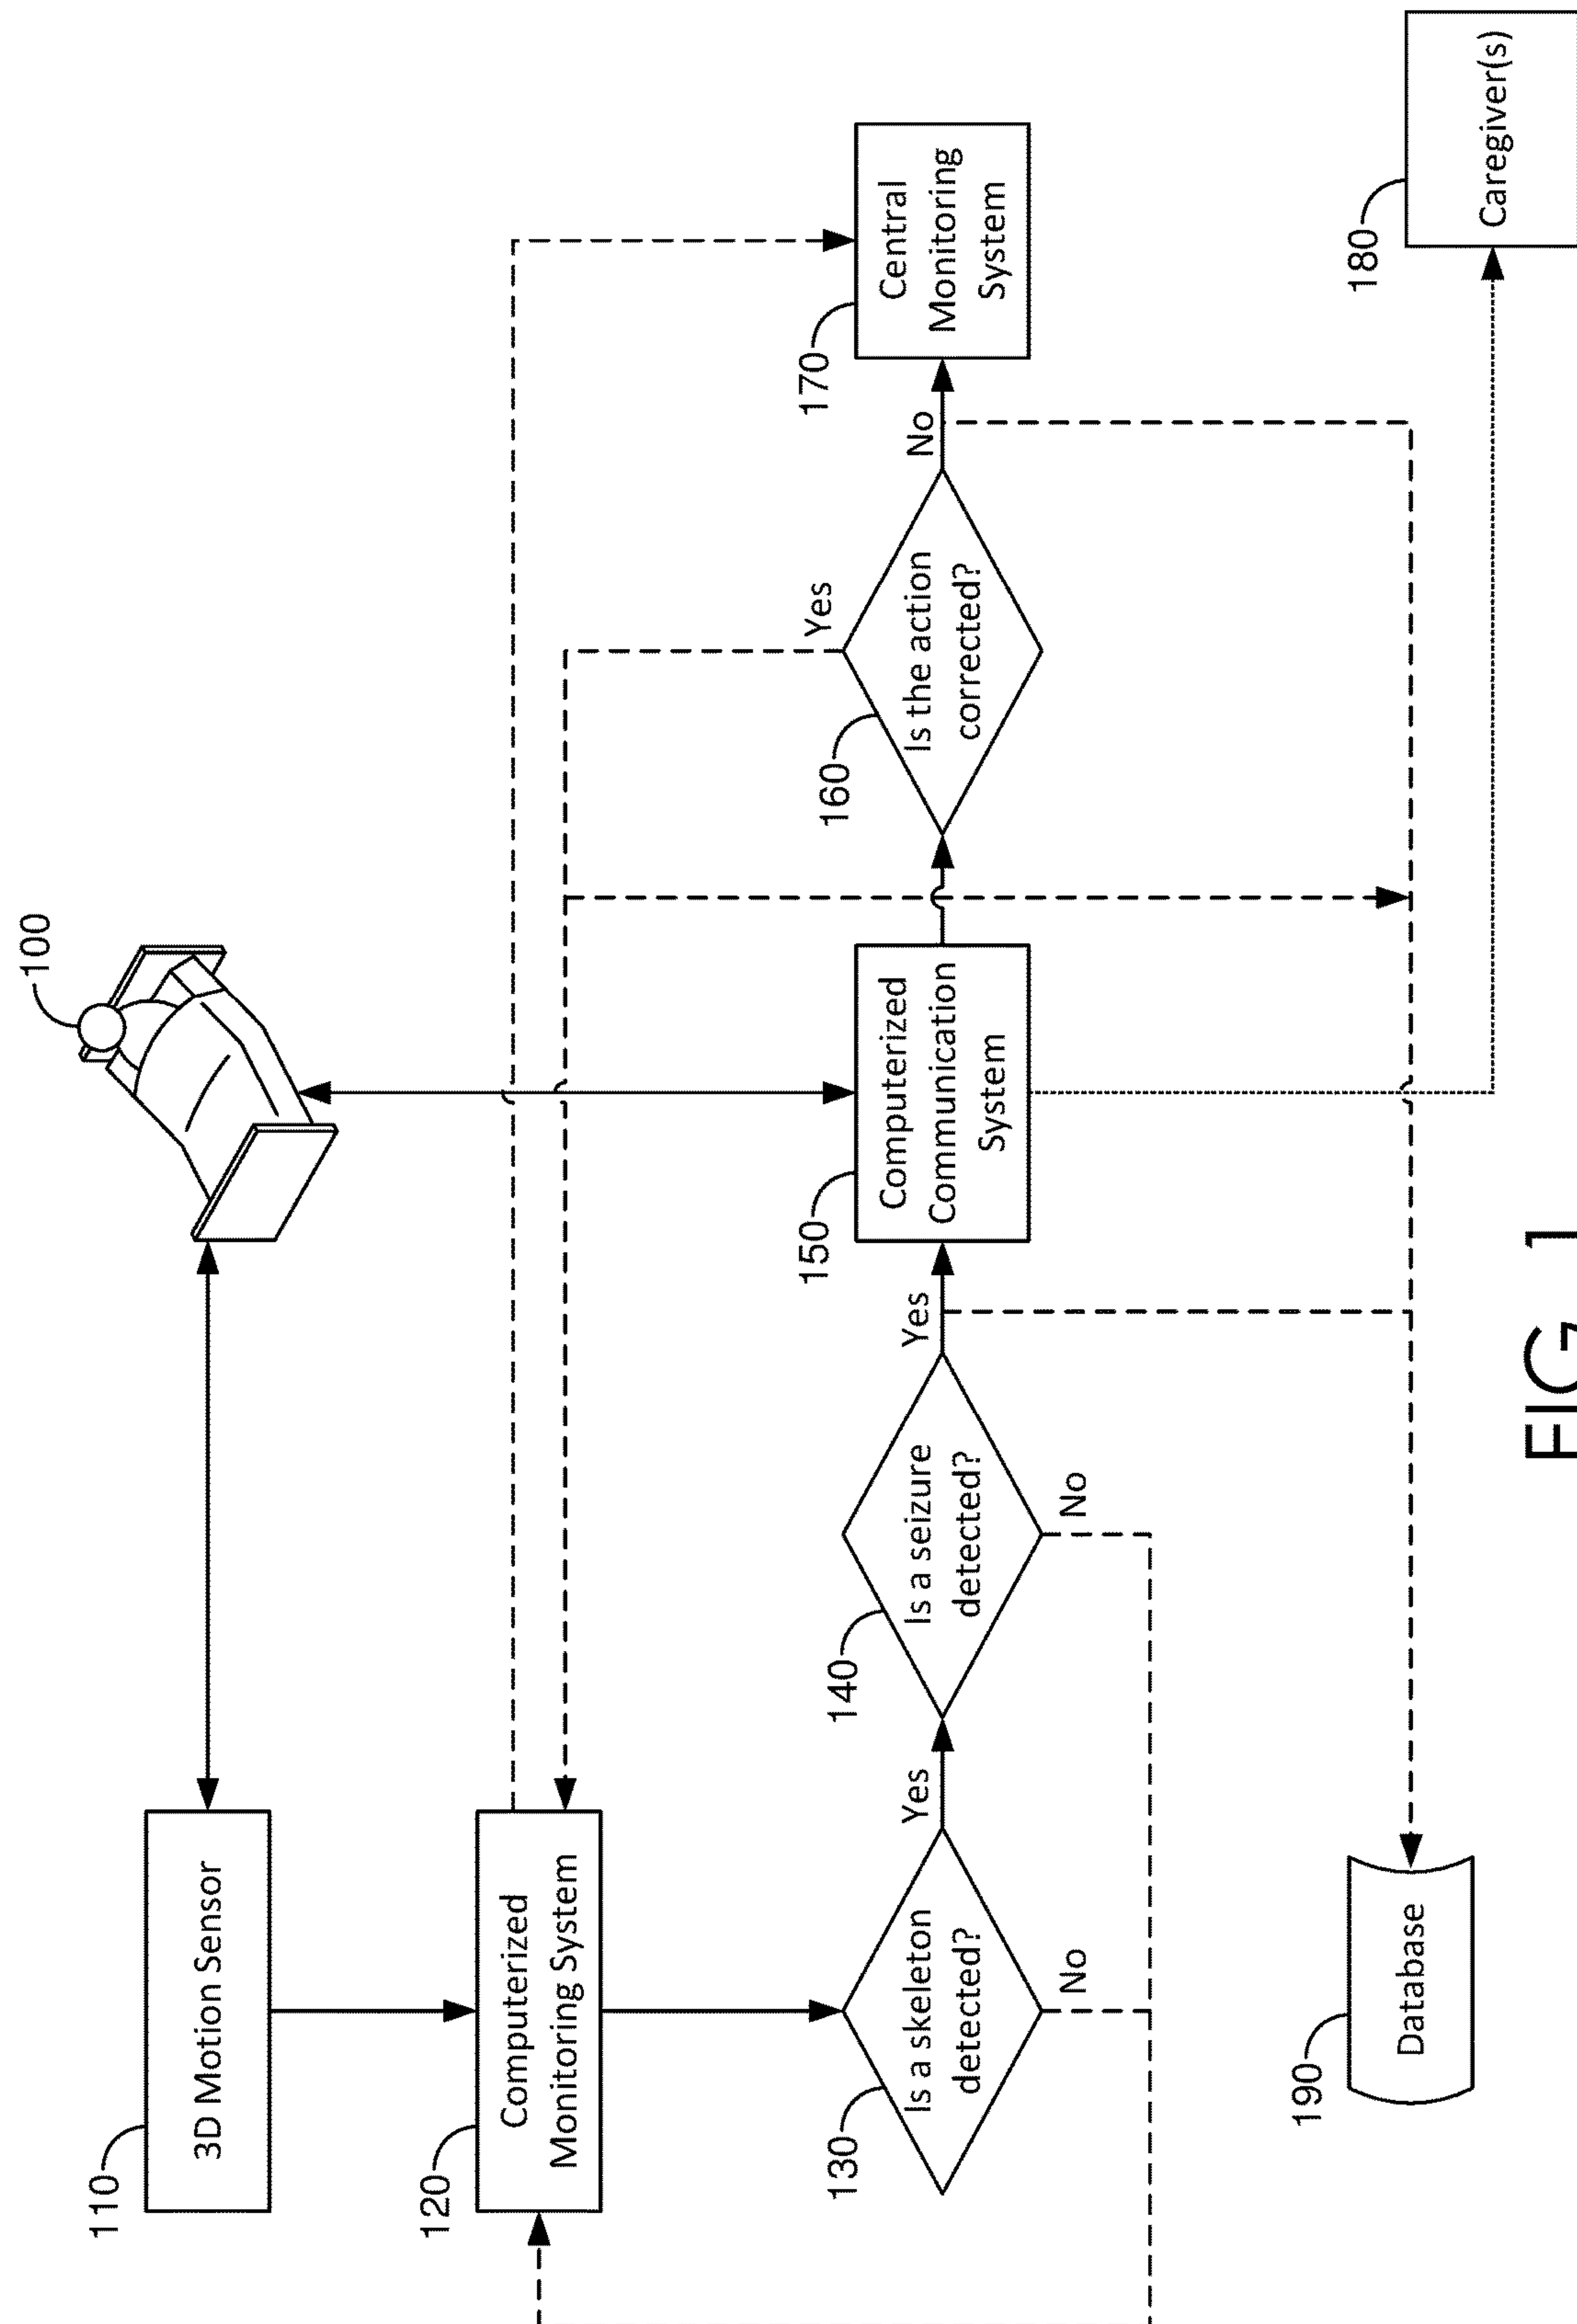 100
110
3D Motion Sensor
120
Computerized
Monitoring System
130
Is a skeleton
detected?
Yes
No
140
Is a seizure
detected?
Yes
No
150
Computerized
Communication
System
160
Is the action
corrected?
Yes
No
170
Central
Monitoring
System
180
Caregiver(s)
190
Database
FIG. 1